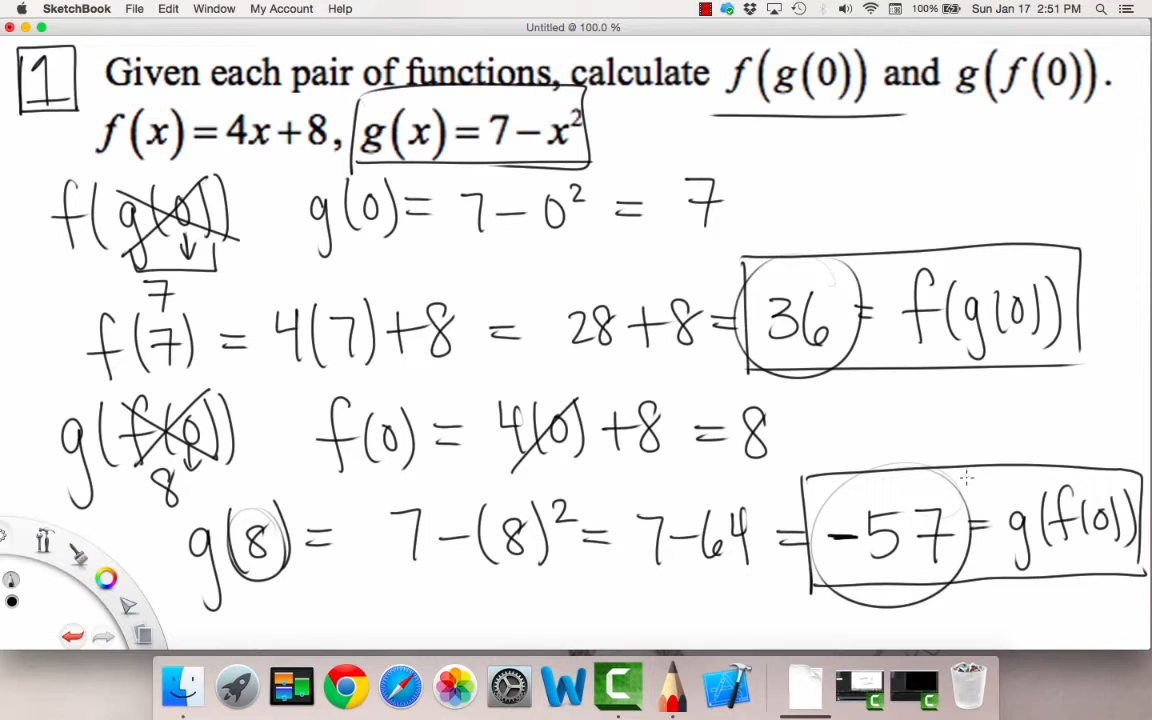 SketchBook File Edit View Window My Account Help 100% Sun Jan 17 2:51 PM
Untitled @ 100.0 %
1 Given each pair of functions, calculate f(g(0)) and g(f(0)).
f(x)=4x+8, g(x)=7−x²
f(g(0)) g(0)= 7−0² = 7
7
f(7) = 4(7)+8 = 28+8= 36 = f(g(0))
g(f(0)) f(0) = 4(0)+8 =8
8
g(8)= 7−(8)²= 7−64 = −57 = g(f(0))
W C